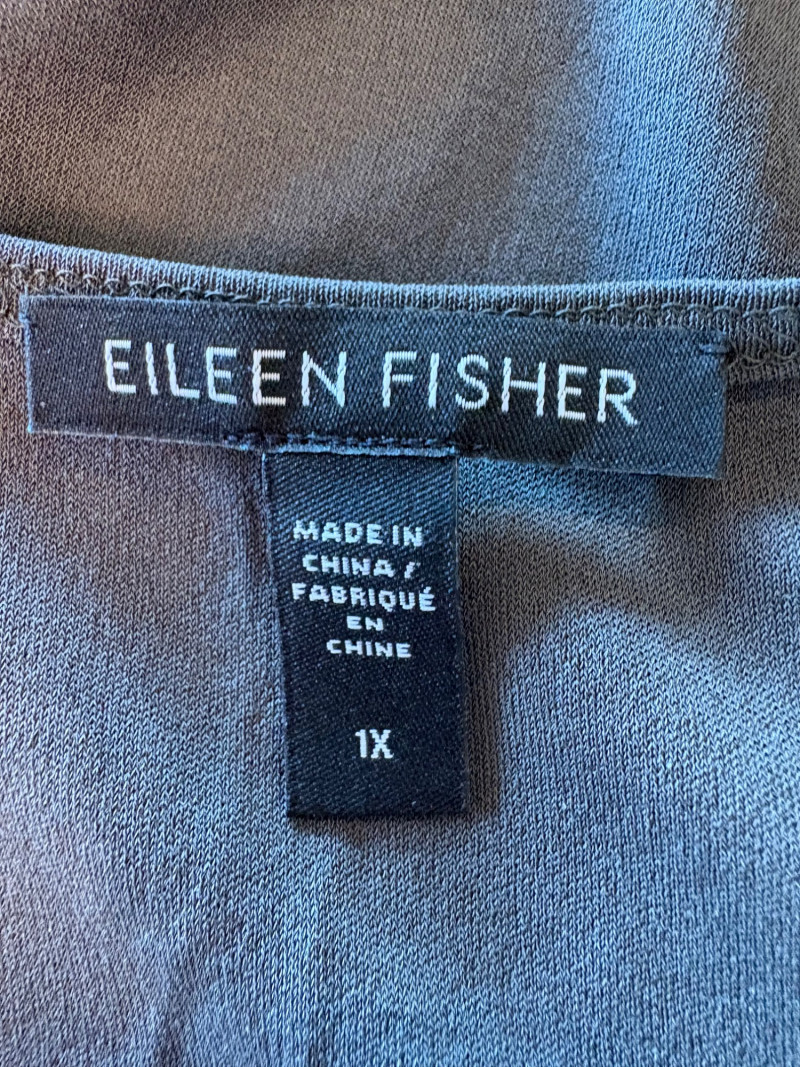 EILEEN FISHER
MADE IN
CHINA /
FABRIQUÉ
EN
CHINE
1X